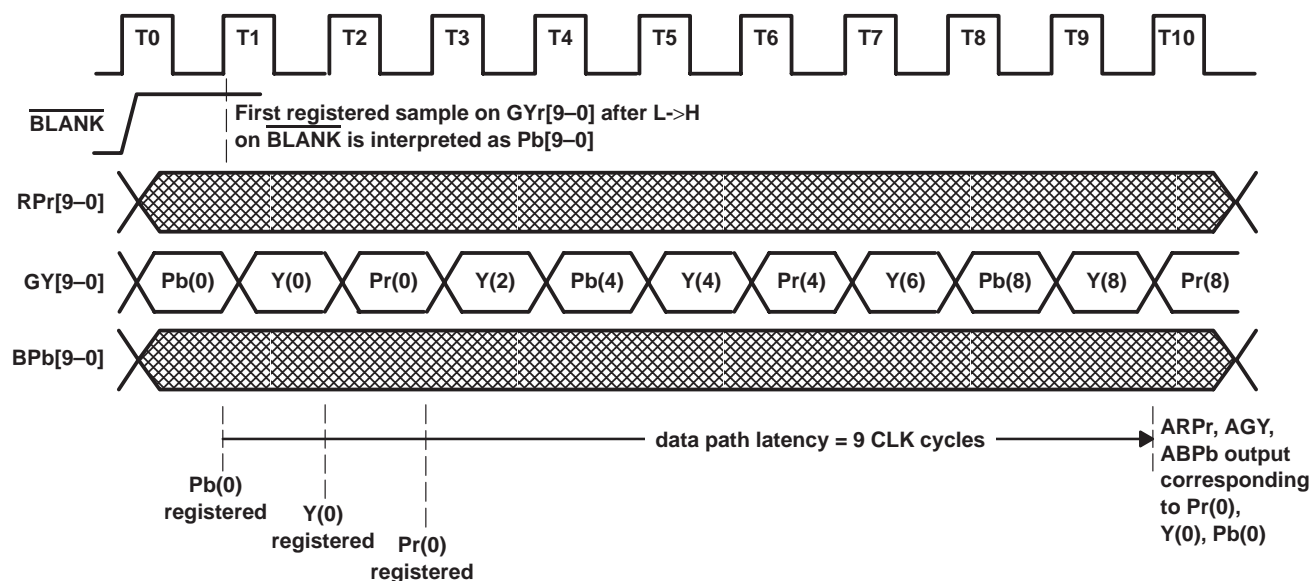 T0 T1 T2 T3 T4 T5 T6 T7 T8 T9 T10
BLANK
First registered sample on GYr[9–0] after L->H
on BLANK is interpreted as Pb[9–0]
RPr[9–0]
GY[9–0] Pb(0) Y(0) Pr(0) Y(2) Pb(4) Y(4) Pr(4) Y(6) Pb(8) Y(8) Pr(8)
BPb[9–0]
data path latency = 9 CLK cycles
ARPr, AGY,
ABPb output
corresponding
to Pr(0),
Y(0), Pb(0)
Pb(0)
registered
Y(0)
registered
Pr(0)
registered